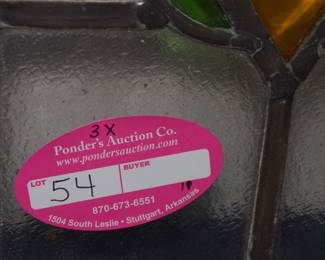 3X
Ponder's Auction Co.
www.pondersauction.com
LOT 54 BUYER
870-673-6551
1504 South Leslie • Stuttgart, Arkansas